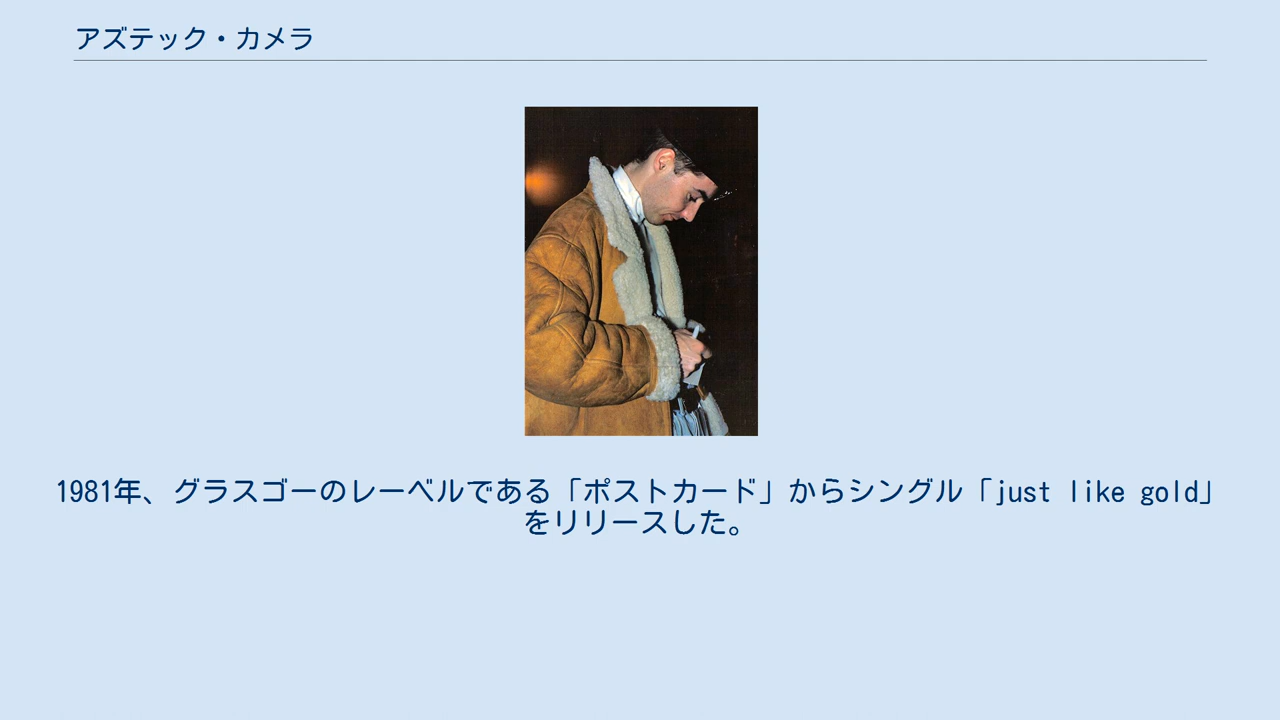 アズテック・カメラ
1981年、グラスゴーのレーベルである「ポストカード」からシングル「just like gold」
をリリースした。